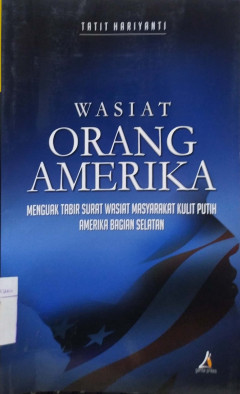 TATIT HARIYANTI
WASIAT
ORANG
AMERIKA
MENGUAK TABIR SURAT WASIAT MASYARAKAT KULIT PUTIH
AMERIKA BAGIAN SELATAN